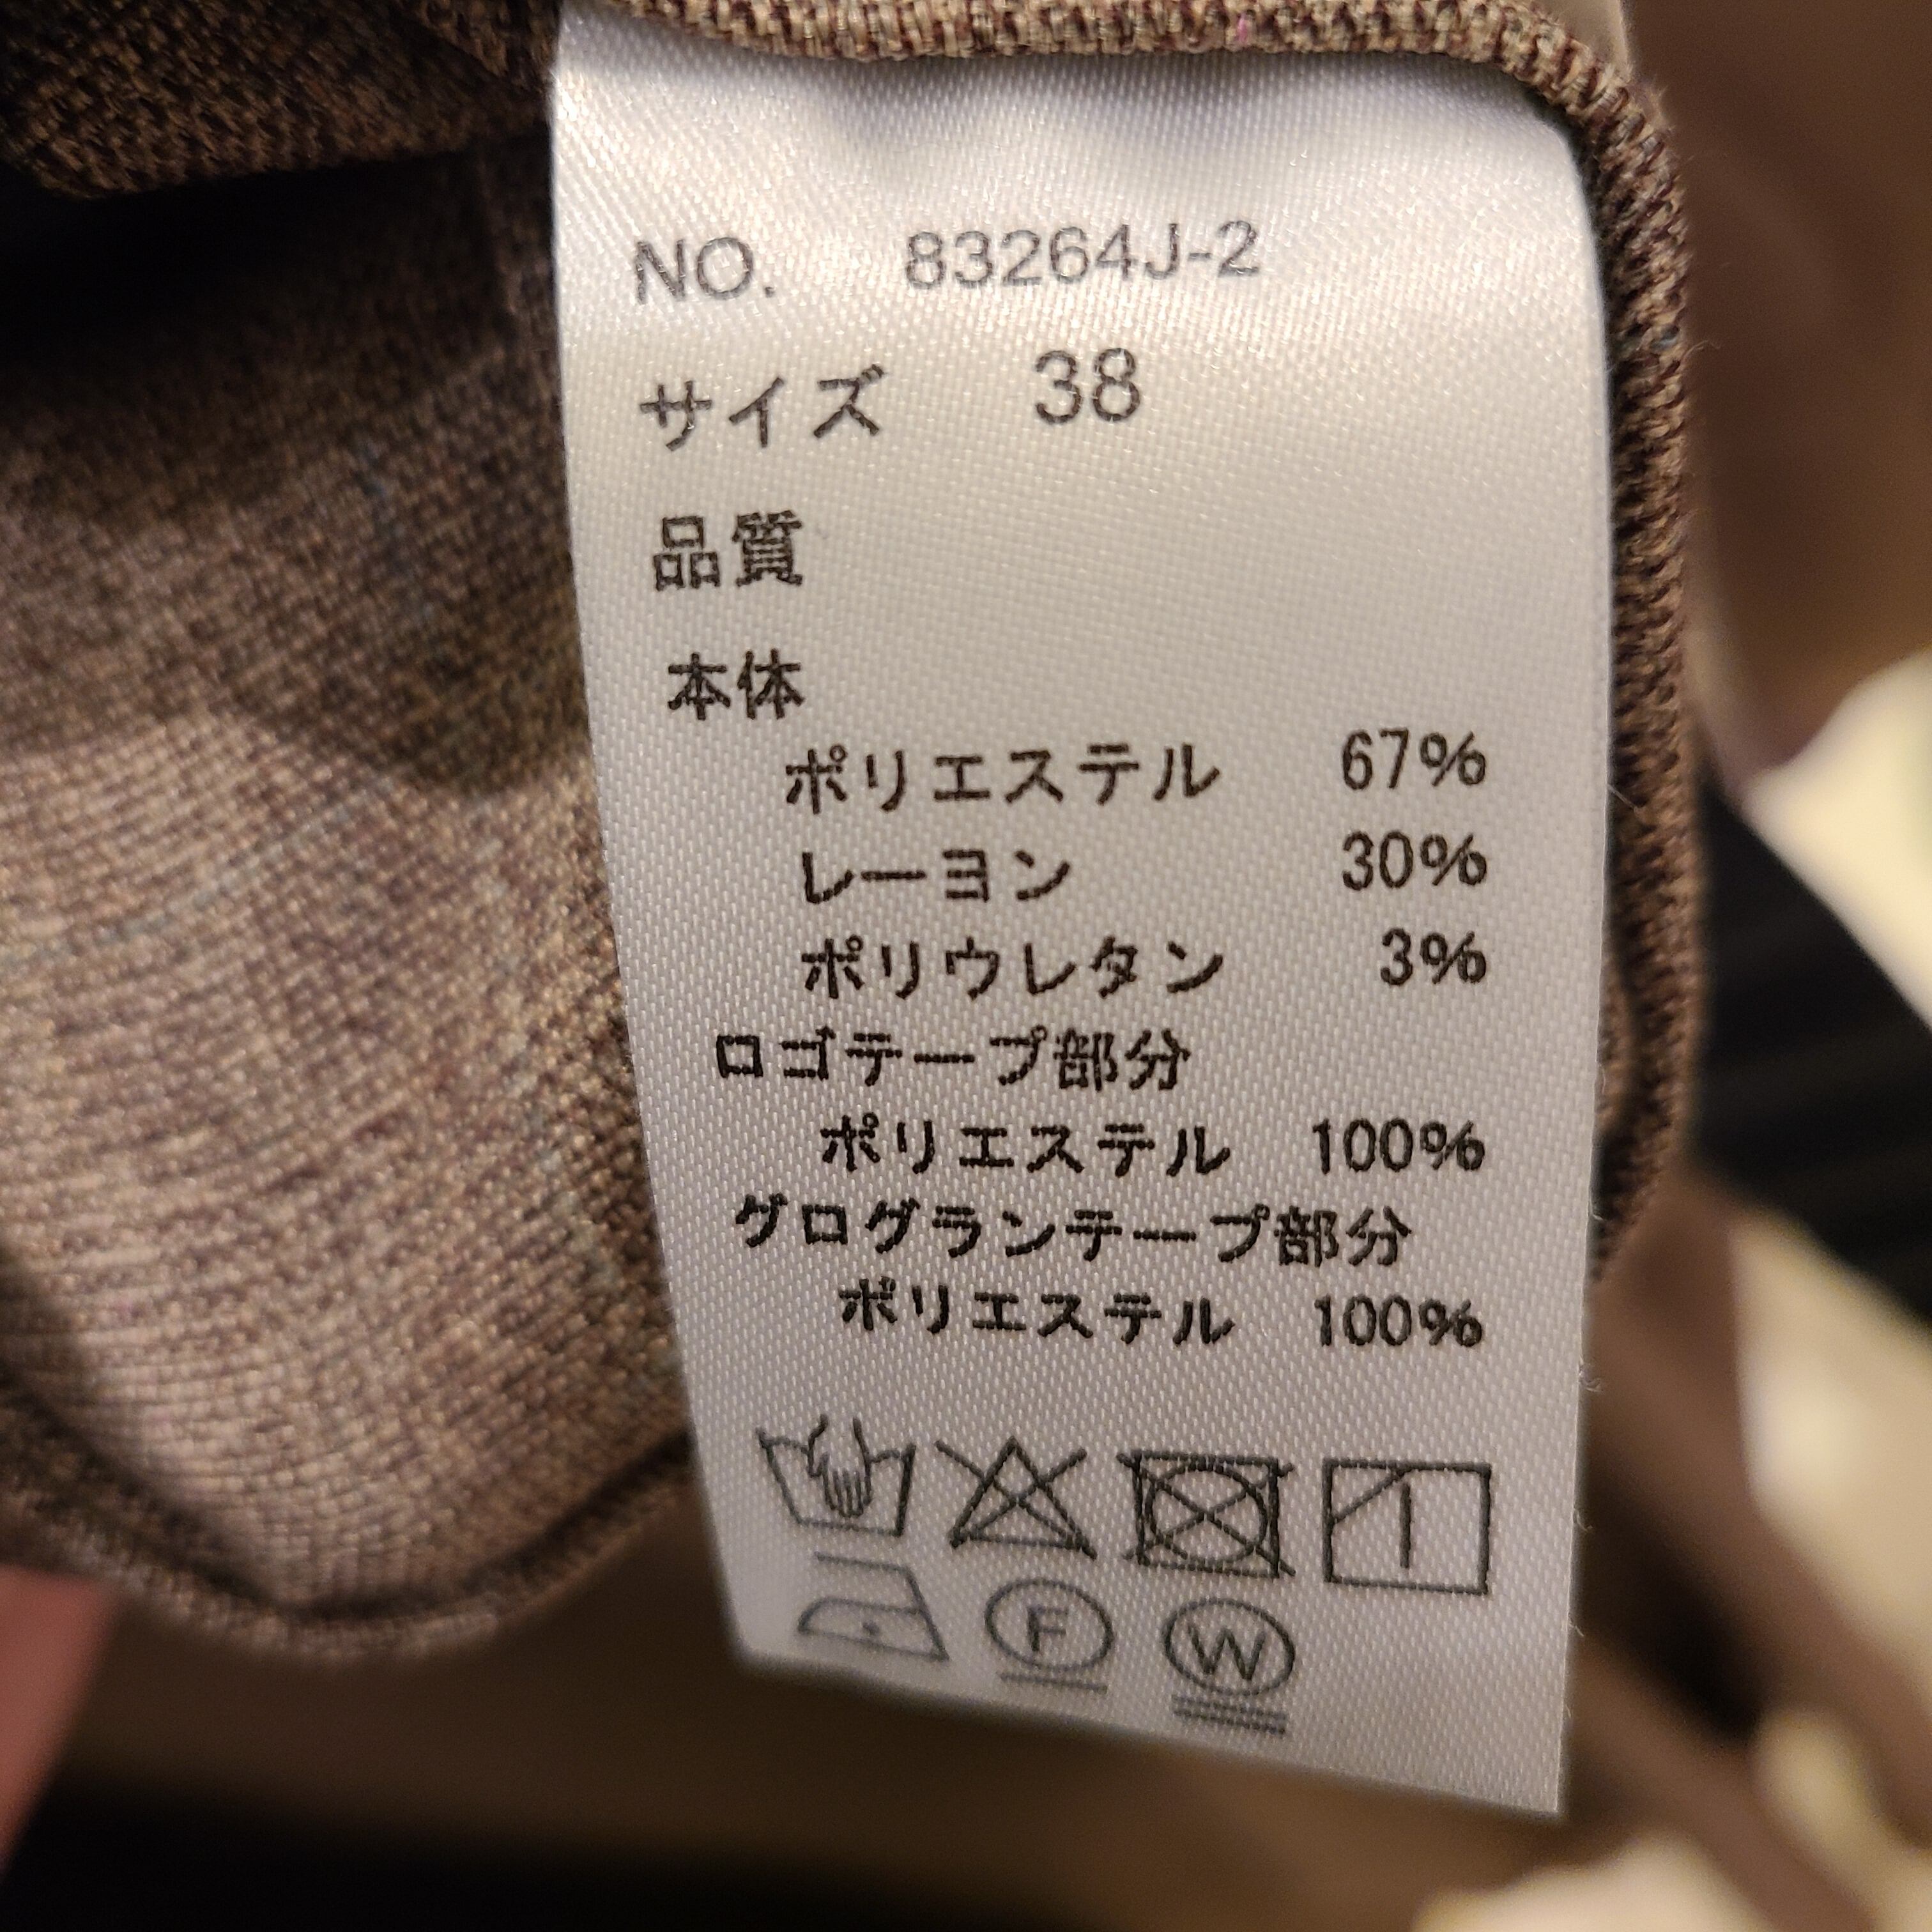 NO. 83264J-2
サイズ 38
品質
本体
ポリエステル 67%
レーヨン 30%
ポリウレタン 3%
ロゴテープ部分
ポリエステル 100%
グログランテープ部分
ポリエステル 100%
F W